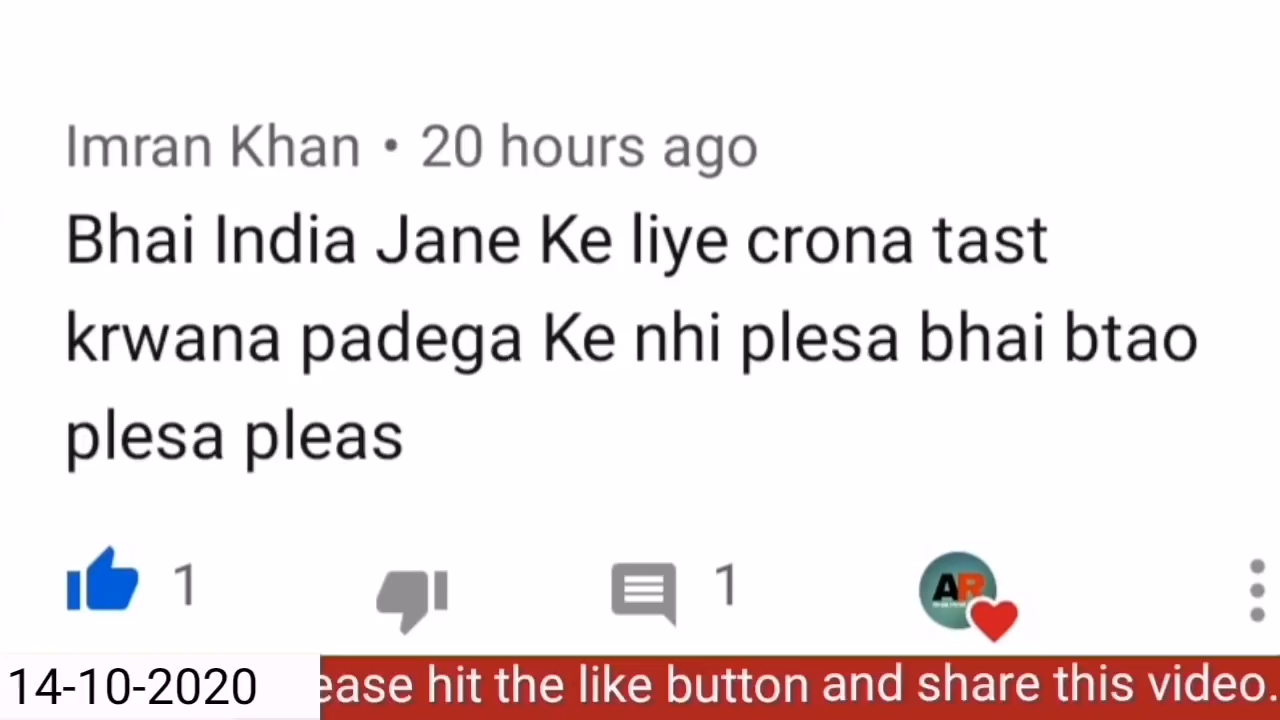 Imran Khan • 20 hours ago
Bhai India Jane Ke liye crona tast
krwana padega Ke nhi plesa bhai btao
plesa pleas
1
1
AR
14-10-2020
ease hit the like button and share this video.